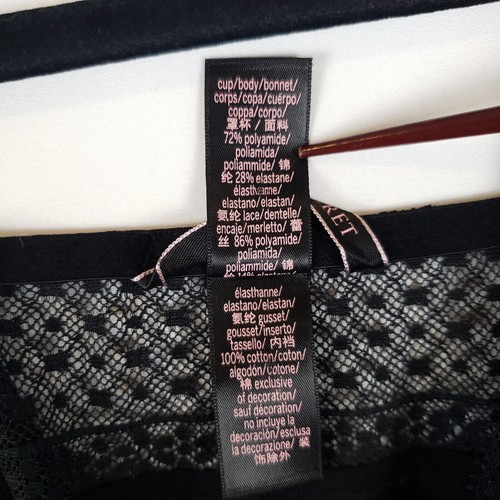 cup/body/bonnet/
corps/copa/cuerpo/
coppa/corpo/
罩杯 / 面料
72% polyamide/
poliamida/
poliammide/ 锦
纶 28% elastane/
élasthanne/
elastano/elastan/
氨纶 lace/dentelle/
encaje/merletto/ 蕾
丝 86% polyamide/
poliamida/
poliammide/ 锦
14% elastane/
élasthanne/
elastano/elastan/
氨纶 gusset/
gousset/inserto/
tassello/ 内裆
100% cotton/coton/
algodón/cotone/
棉 exclusive
of decoration/
sauf décoration/
no incluye la
decoración/esclusa
la decorazione/ 装
饰除外
RET